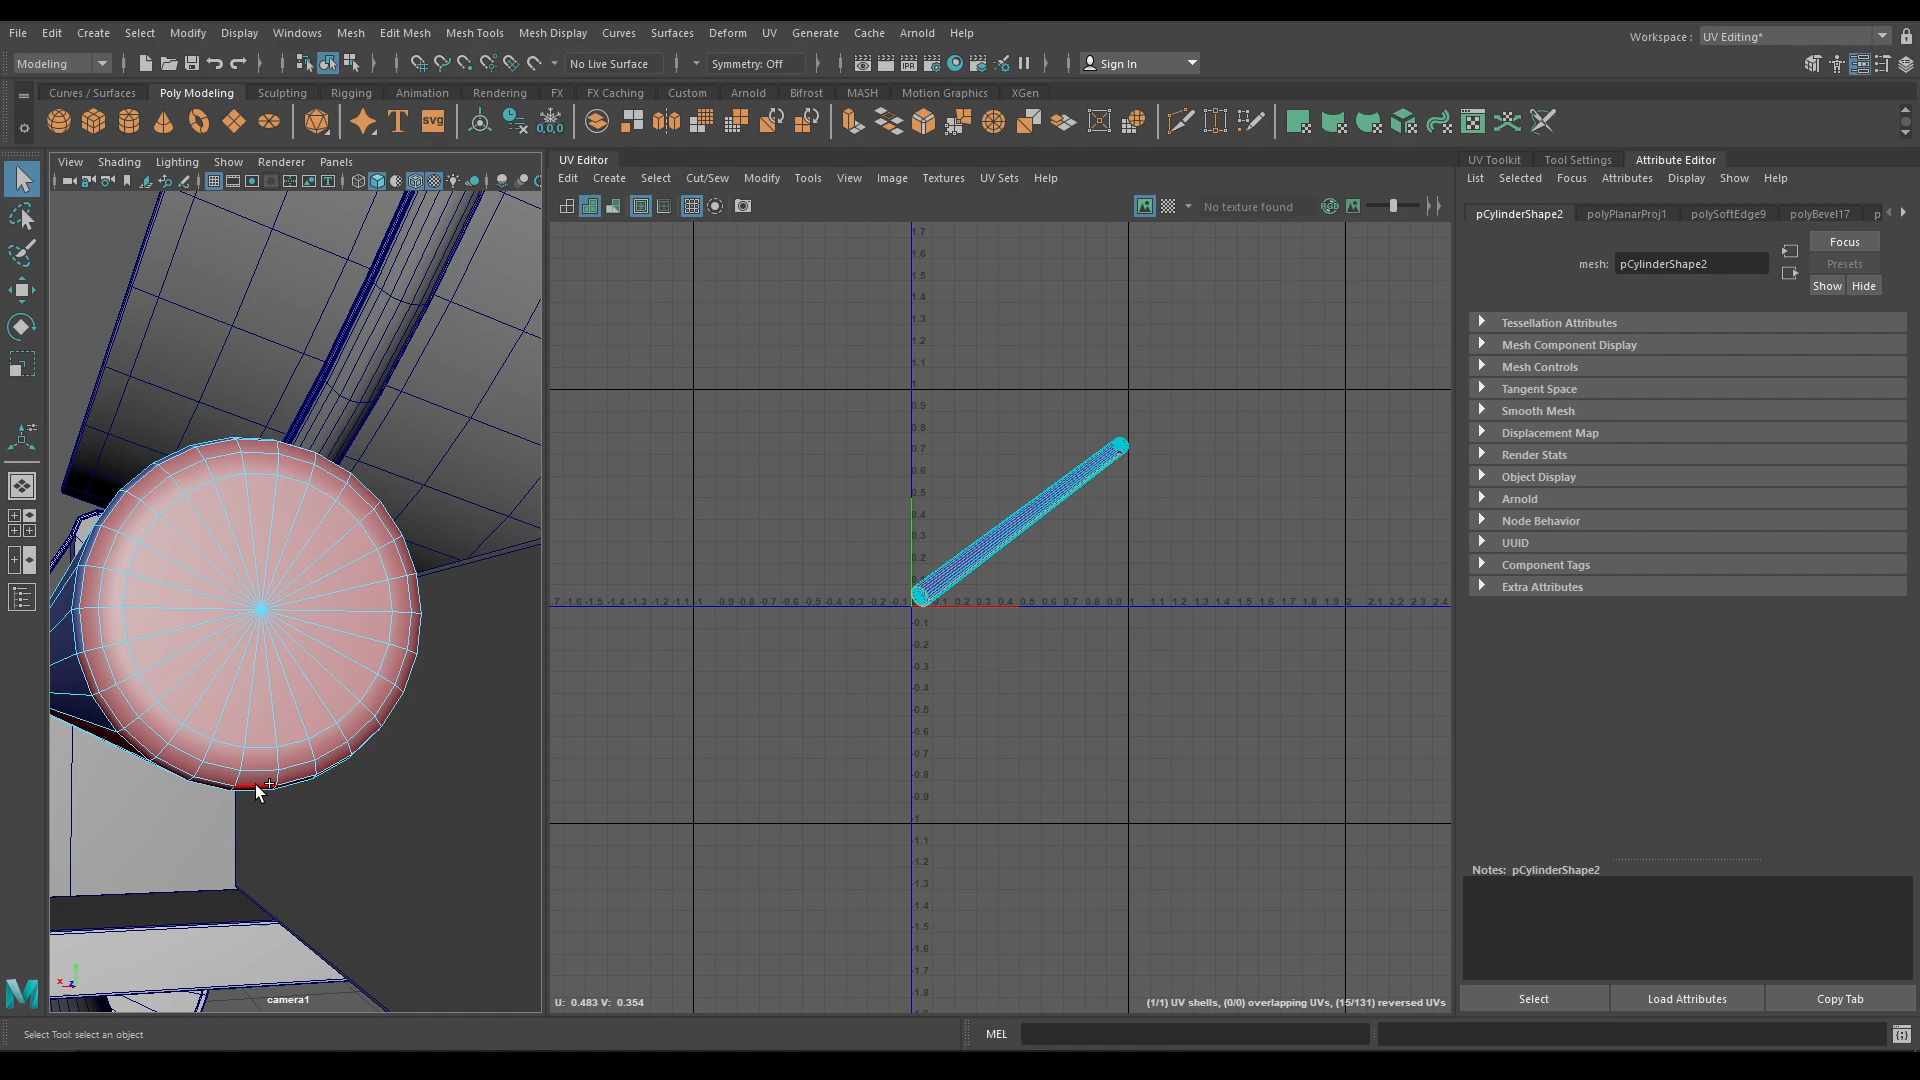 File Edit Create Select Modify Display Windows Mesh Edit Mesh Mesh Tools Mesh Display Curves Surfaces Deform UV Generate Cache Arnold Help
Workspace : UV Editing*
Modeling No Live Surface Symmetry: Off Sign In
Curves / Surfaces Poly Modeling Sculpting Rigging Animation Rendering FX FX Caching Custom Arnold Bifrost MASH Motion Graphics XGen
View Shading Lighting Show Renderer Panels
UV Editor
Edit Create Select Cut/Sew Modify Tools View Image Textures UV Sets Help
No texture found
UV Toolkit Tool Settings Attribute Editor
List Selected Focus Attributes Display Show Help
pCylinderShape2 polyPlanarProj1 polySoftEdge9 polyBevel17 p
Focus
mesh: pCylinderShape2
Presets
Show Hide
Tessellation Attributes
Mesh Component Display
Mesh Controls
Tangent Space
Smooth Mesh
Displacement Map
Render Stats
Object Display
Arnold
Node Behavior
UUID
Component Tags
Extra Attributes
Notes: pCylinderShape2
Select Load Attributes Copy Tab
camera1
U: 0.483 V: 0.354
(1/1) UV shells, (0/0) overlapping UVs, (15/131) reversed UVs
Select Tool: select an object
MEL